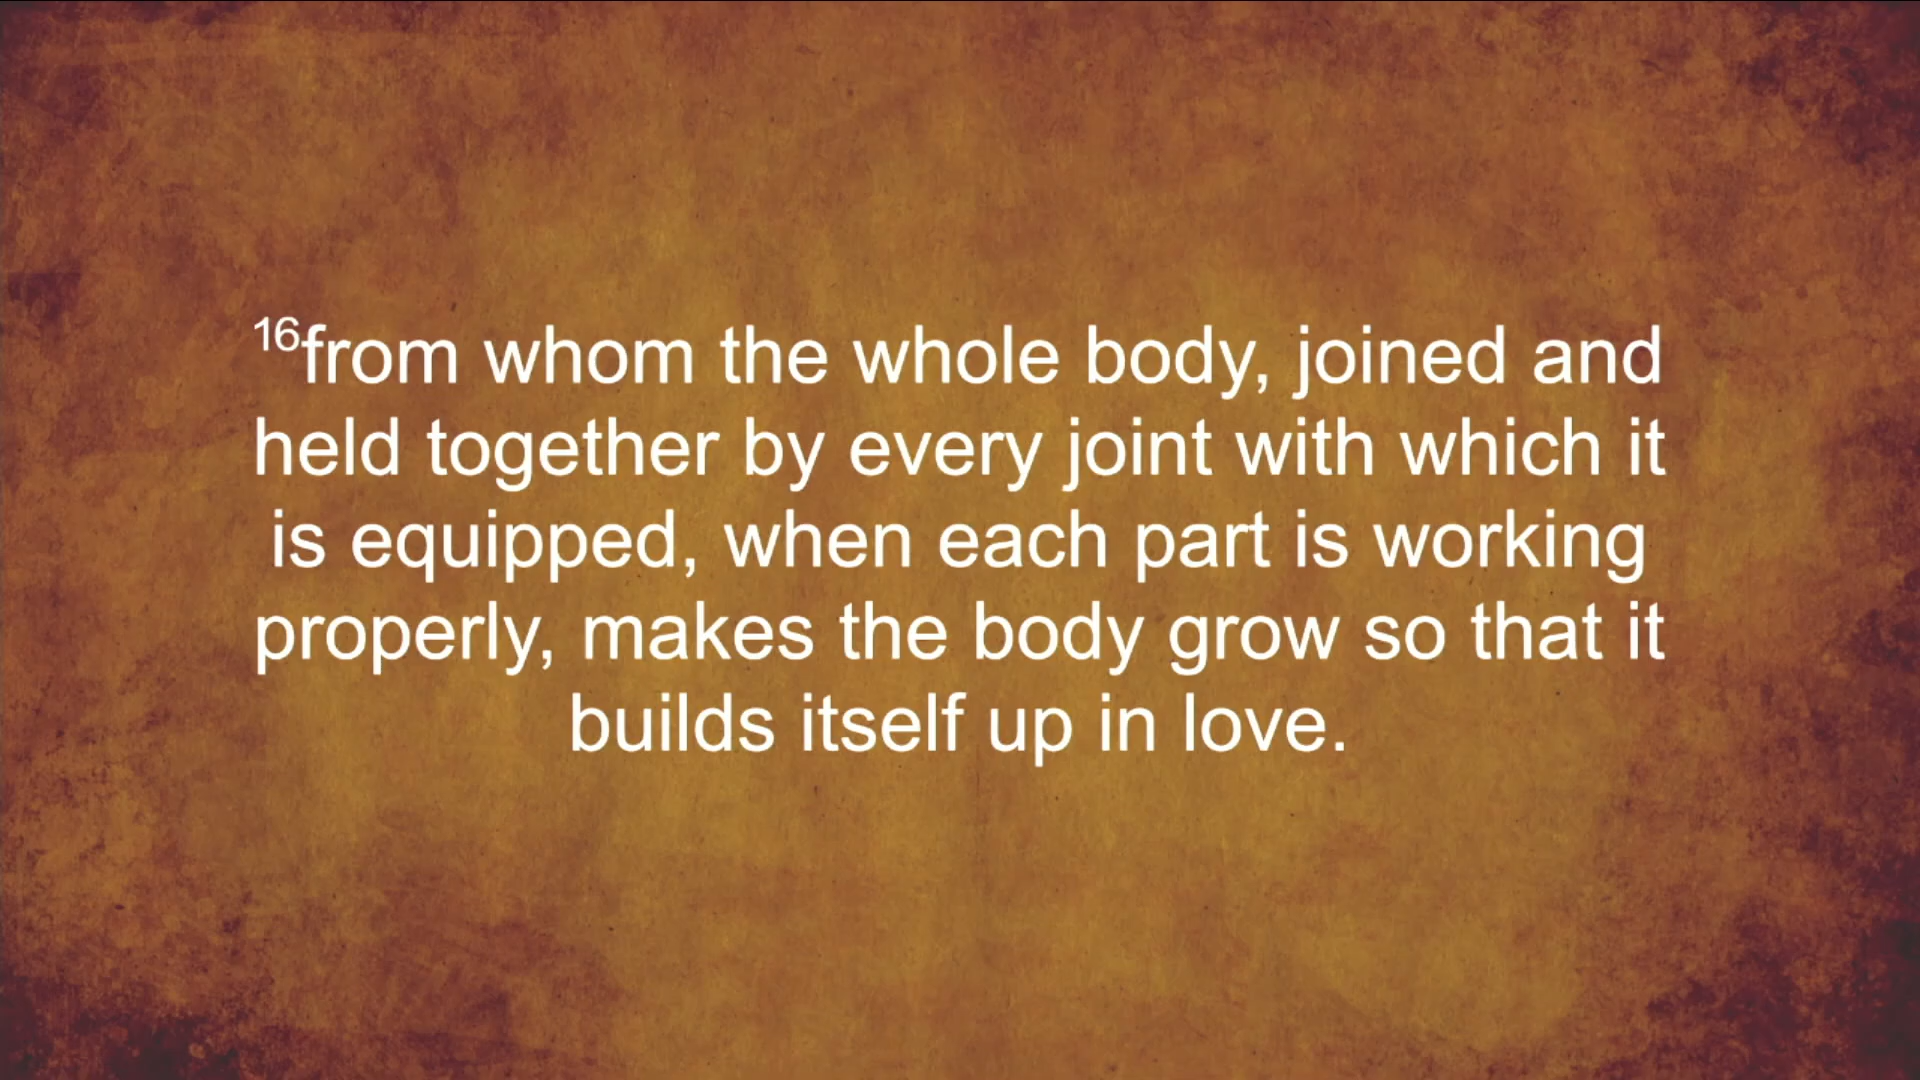 16from whom the whole body, joined and
held together by every joint with which it
is equipped, when each part is working
properly, makes the body grow so that it
builds itself up in love.